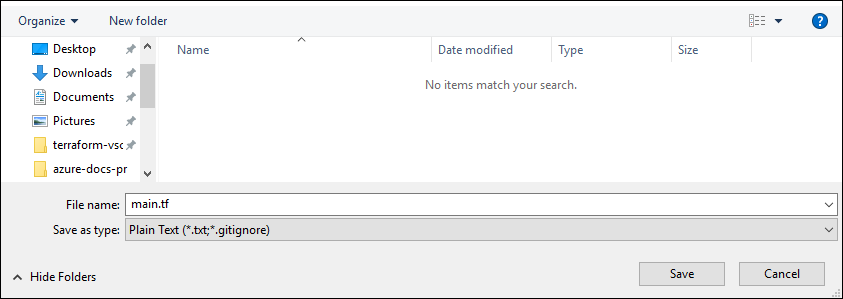 Organize New folder ?
Name Date modified Type Size
Desktop
Downloads
Documents
Pictures
terraform-vsc
azure-docs-pr
No items match your search.
File name: main.tf
Save as type: Plain Text (*.txt;*.gitignore)
Hide Folders Save Cancel